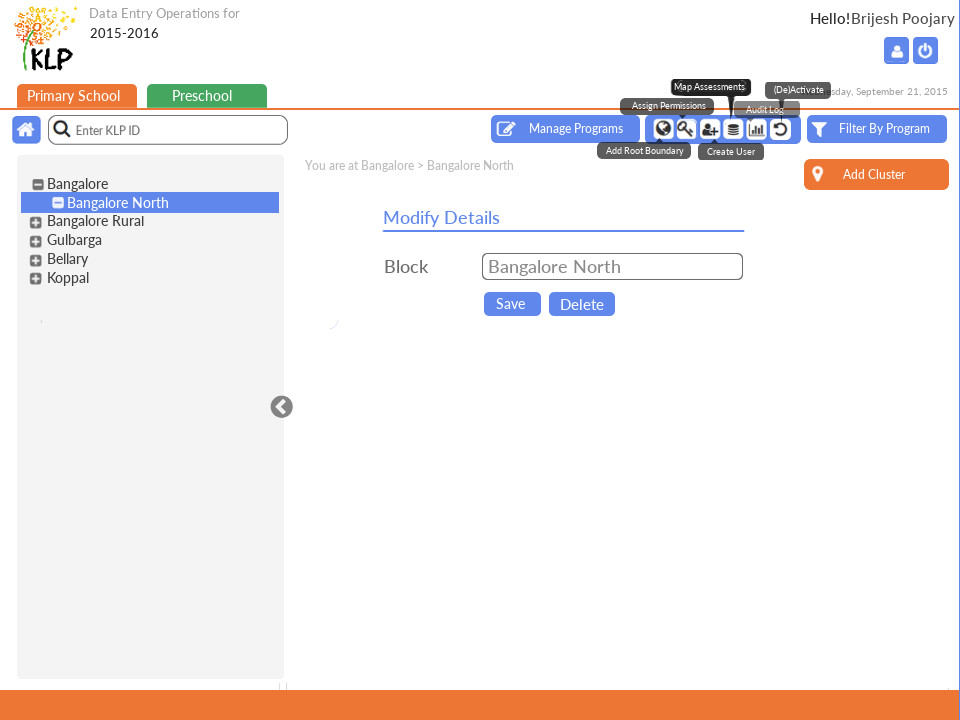 Data Entry Operations for
2015-2016
Hello!Brijesh Poojary
KLP
Primary School
Preschool
Map Assessments
(De)Activate
esday, September 21, 2015
Assign Permissions
Audit Log
Enter KLP ID
Manage Programs
Filter By Program
Add Root Boundary
Create User
You are at Bangalore > Bangalore North
Add Cluster
Bangalore
Bangalore North
Bangalore Rural
Gulbarga
Bellary
Koppal
Modify Details
Block
Bangalore North
Save
Delete